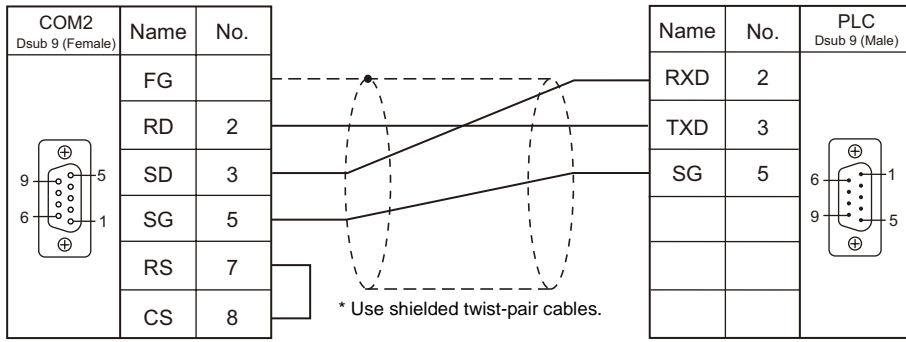 COM2
Dsub 9 (Female)
Name No.
FG
RD 2
SD 3
SG 5
RS 7
CS 8
9 5
6 1
* Use shielded twist-pair cables.
Name No.
PLC
Dsub 9 (Male)
RXD 2
TXD 3
SG 5
6 1
9 5